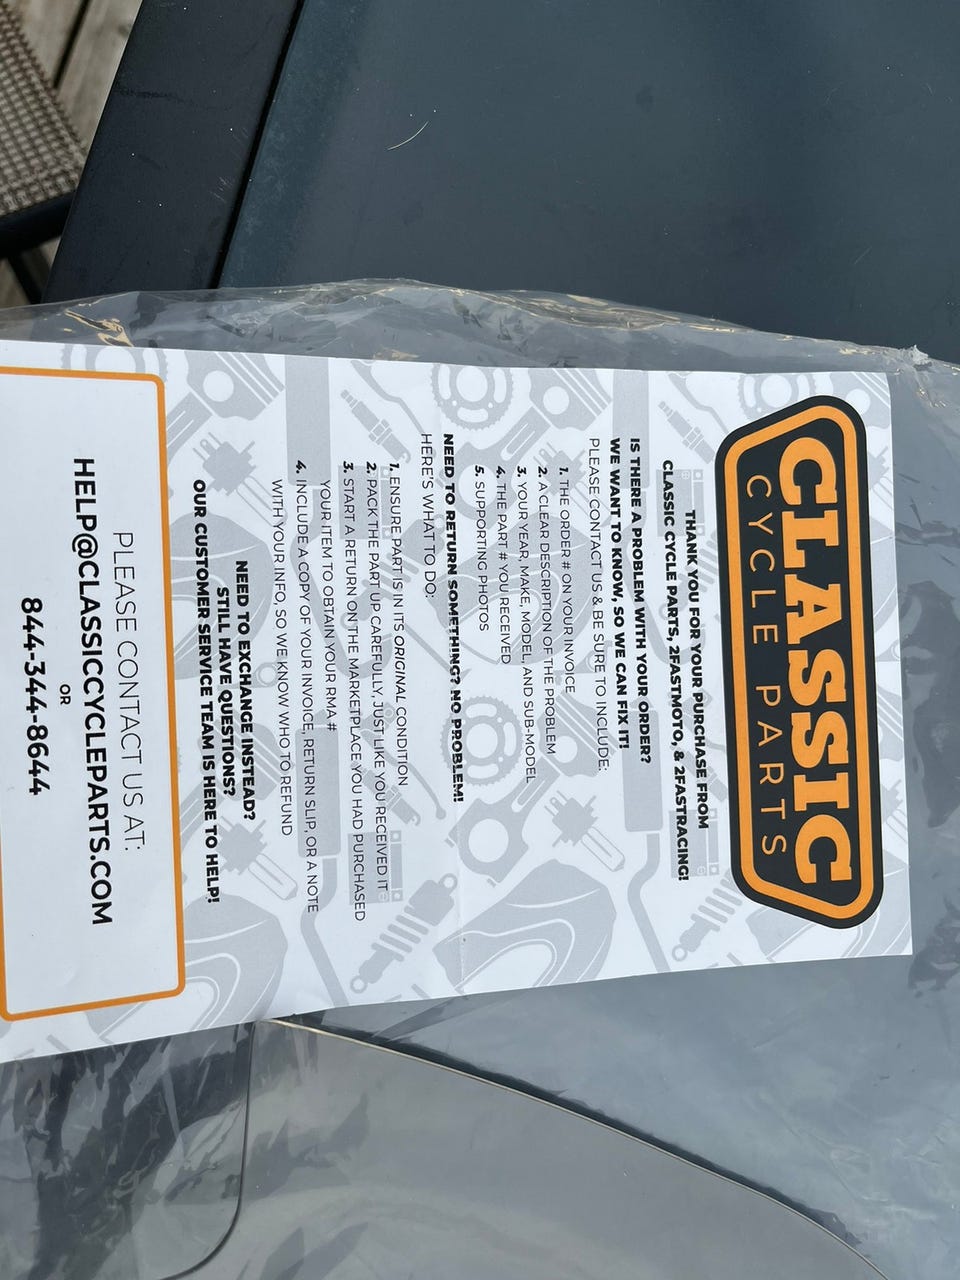 CLASSIC
CYCLE PARTS
THANK YOU FOR YOUR PURCHASE FROM
CLASSIC CYCLE PARTS, 2FASTMOTO, & 2FASTRACING!
IS THERE A PROBLEM WITH YOUR ORDER?
WE WANT TO KNOW, SO WE CAN FIX IT!
PLEASE CONTACT US & BE SURE TO INCLUDE:
1. THE ORDER # ON YOUR INVOICE
2. A CLEAR DESCRIPTION OF THE PROBLEM
3. YOUR YEAR, MAKE, MODEL, AND SUB-MODEL
4. THE PART # YOU RECEIVED
5. SUPPORTING PHOTOS
NEED TO RETURN SOMETHING? NO PROBLEM!
HERE'S WHAT TO DO:
1. ENSURE PART IS IN ITS ORIGINAL CONDITION
2. PACK THE PART UP CAREFULLY, JUST LIKE YOU RECEIVED IT
3. START A RETURN ON THE MARKETPLACE YOU HAD PURCHASED
YOUR ITEM TO OBTAIN YOUR RMA #
4. INCLUDE A COPY OF YOUR INVOICE, RETURN SLIP, OR A NOTE
WITH YOUR INFO, SO WE KNOW WHO TO REFUND
NEED TO EXCHANGE INSTEAD?
STILL HAVE QUESTIONS?
OUR CUSTOMER SERVICE TEAM IS HERE TO HELP!
PLEASE CONTACT US AT:
HELP@CLASSICCYCLEPARTS.COM
OR
844-344-8644